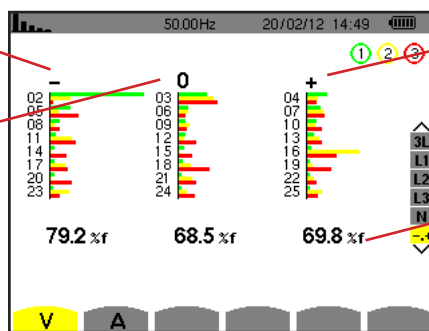 50.00Hz 20/02/12 14:49
1 2 3
− 0 +
02 03 04
05 06 07
08 09 10
11 12 13
14 15 16
17 18 19
20 21 22
23 24 25
3L
L1
L2
L3
N
-.+
79.2 %f 68.5 %f 69.8 %f
V A